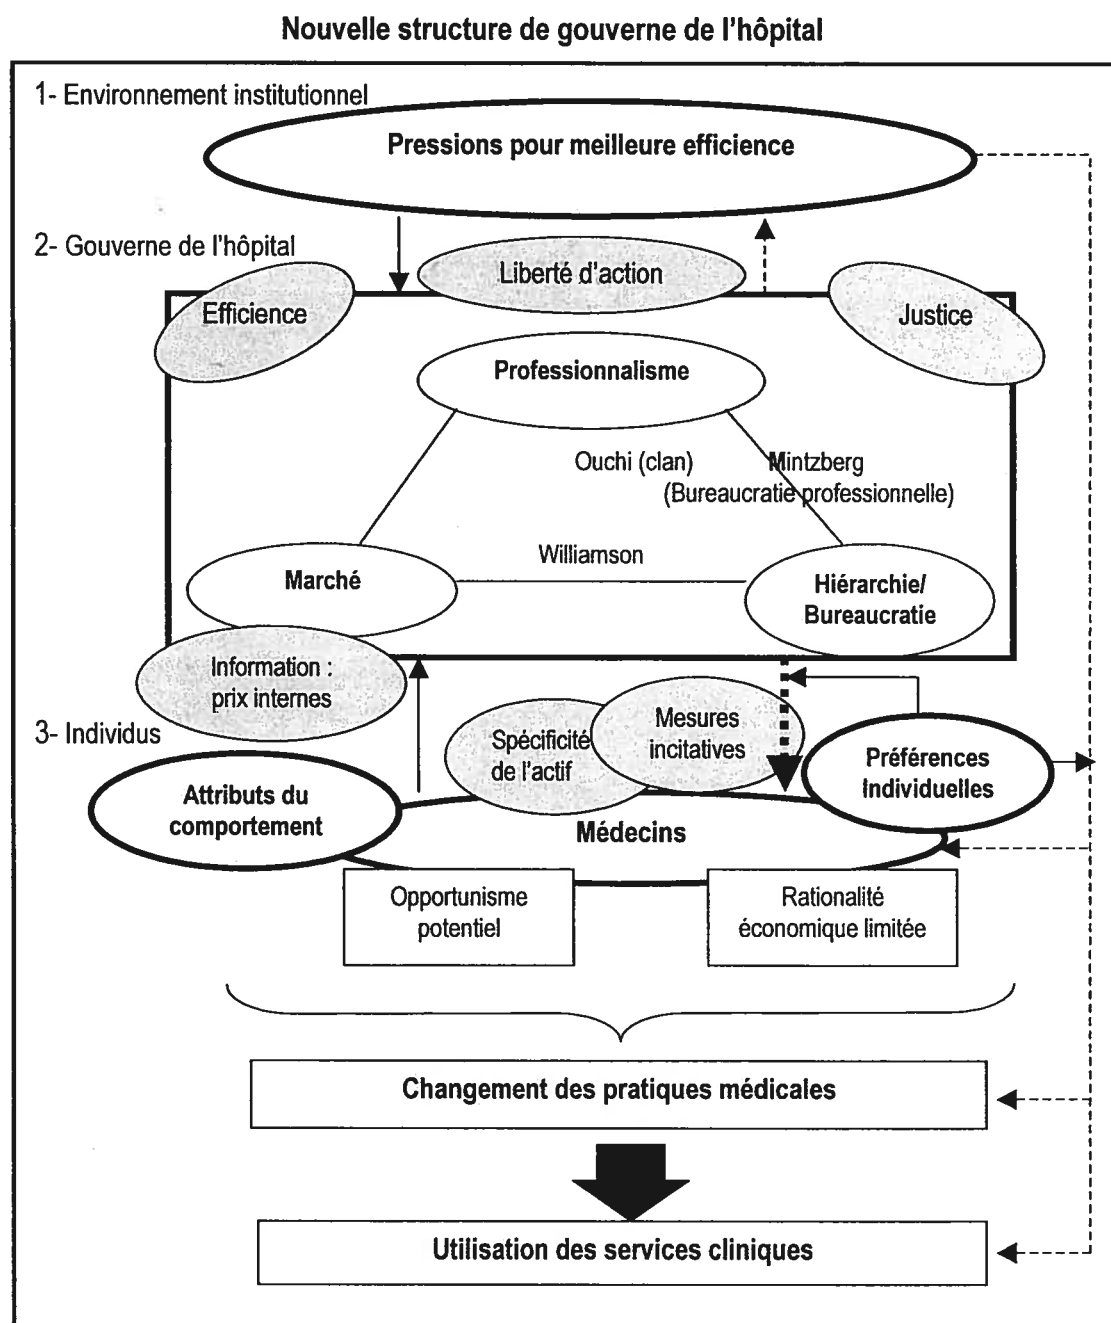 Nouvelle structure de gouverne de l'hôpital
1- Environnement institutionnel
Pressions pour meilleure efficience
2- Gouverne de l'hôpital
Liberté d'action
Efficience
Justice
Professionnalisme
Ouchi (clan)
Mintzberg
(Bureaucratie professionnelle)
Williamson
Marché
Hiérarchie/
Bureaucratie
Information :
prix internes
3- Individus
Spécificité
de l'actif
Mesures
incitatives
Préférences
Individuelles
Attributs du
comportement
Médecins
Opportunisme
potentiel
Rationalité
économique limitée
Changement des pratiques médicales
Utilisation des services cliniques